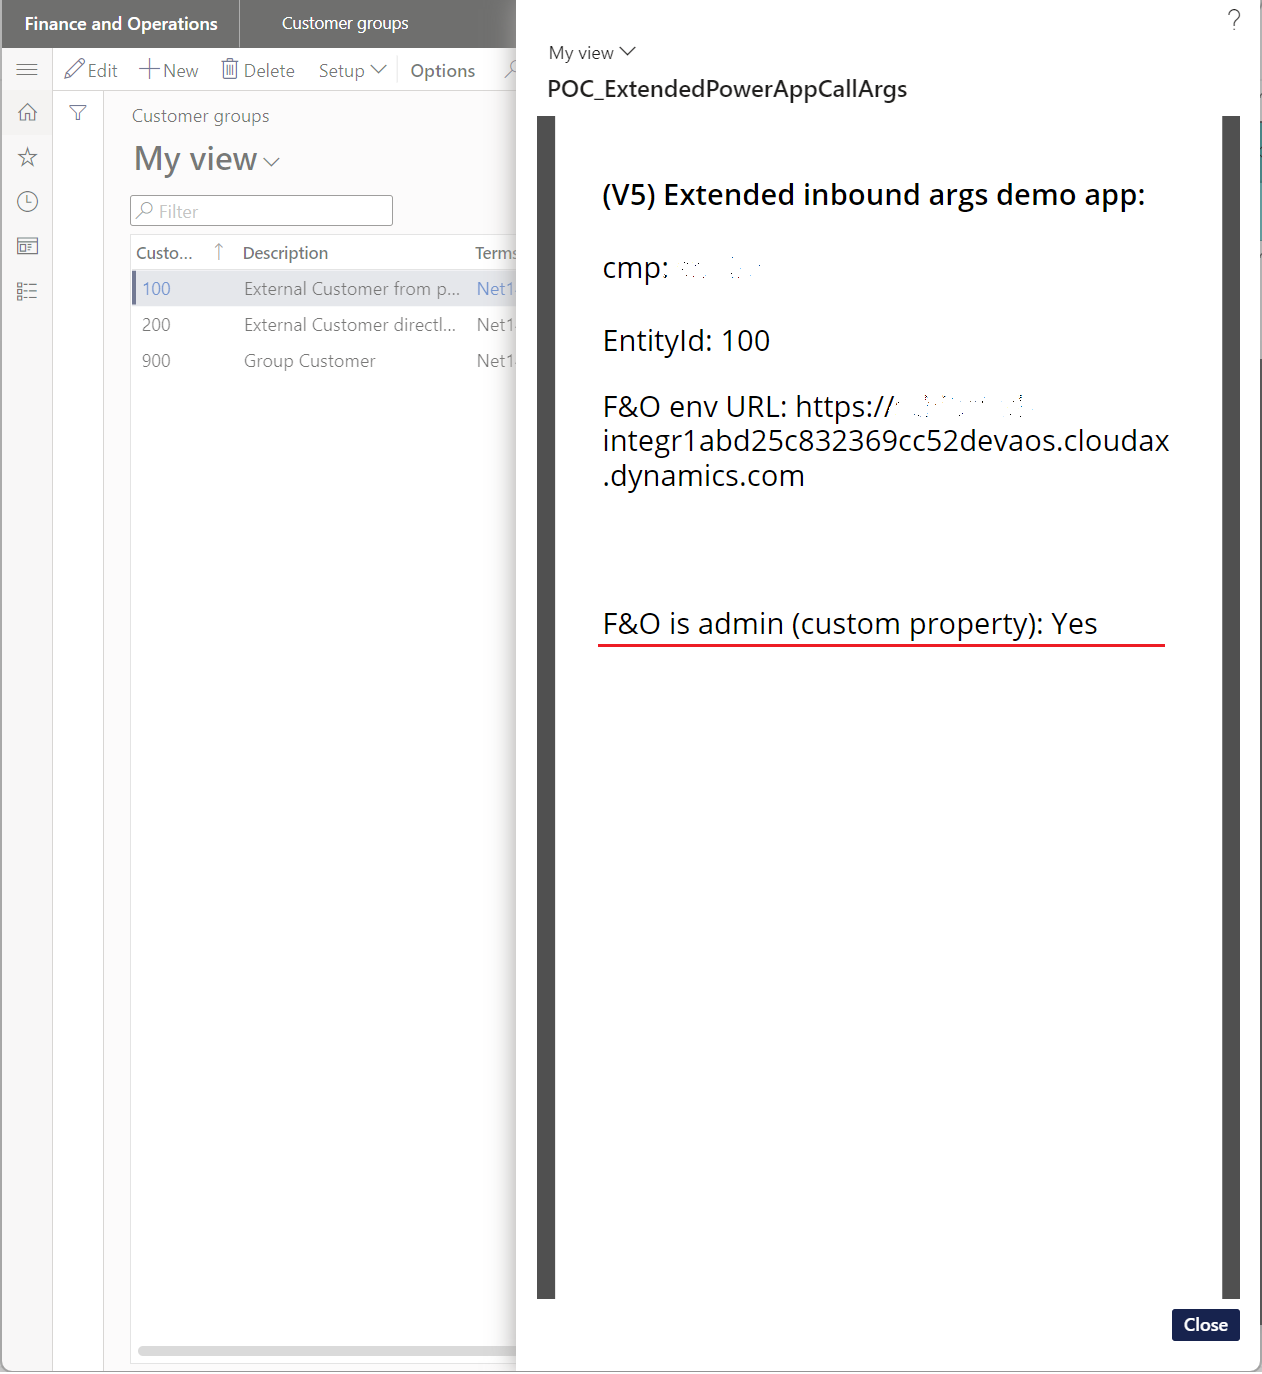 Finance and Operations
Customer groups
?
Edit
New
Delete
Setup
Options
My view
POC_ExtendedPowerAppCallArgs
Customer groups
My view
Filter
Custo...
Description
Terms
100
External Customer from p...
Net1
200
External Customer directl...
Net1
900
Group Customer
Net1
(V5) Extended inbound args demo app:
cmp:
EntityId: 100
F&O env URL: https://
integr1abd25c832369cc52devaos.cloudax
.dynamics.com
F&O is admin (custom property): Yes
Close